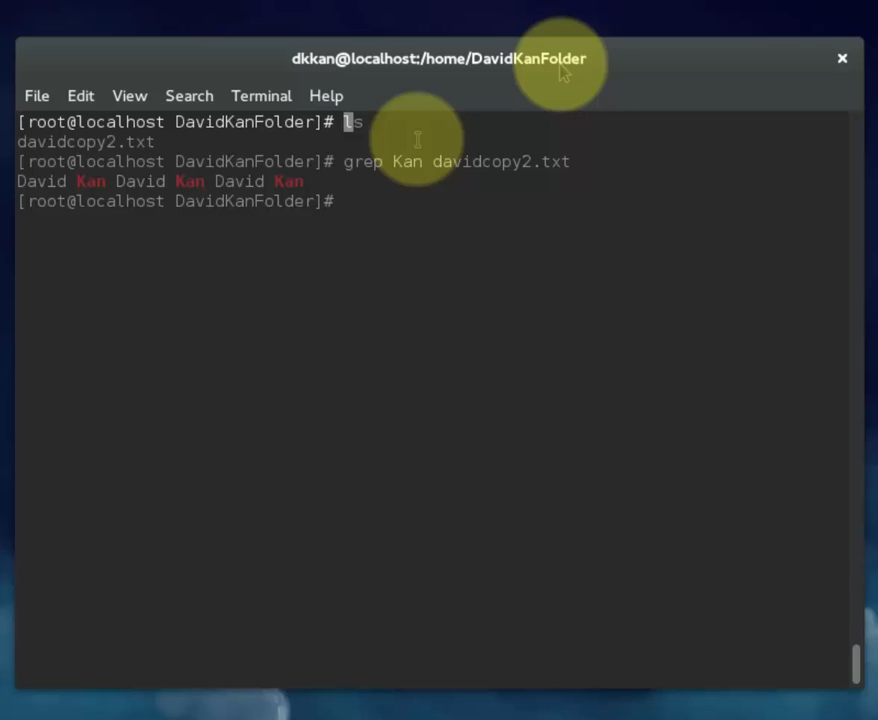 dkkan@localhost:/home/DavidKanFolder
File Edit View Search Terminal Help
[root@localhost DavidKanFolder]# ls
davidcopy2.txt
[root@localhost DavidKanFolder]# grep Kan davidcopy2.txt
David Kan David Kan David Kan
[root@localhost DavidKanFolder]#